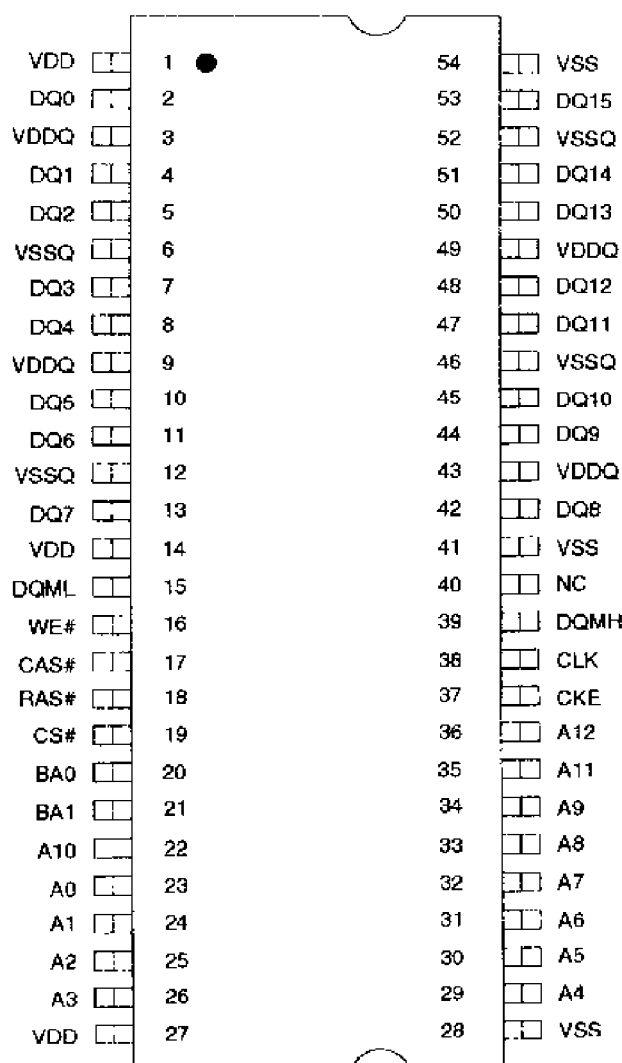 VDD 1 54 VSS
DQ0 2 53 DQ15
VDDQ 3 52 VSSQ
DQ1 4 51 DQ14
DQ2 5 50 DQ13
VSSQ 6 49 VDDQ
DQ3 7 48 DQ12
DQ4 8 47 DQ11
VDDQ 9 46 VSSQ
DQ5 10 45 DQ10
DQ6 11 44 DQ9
VSSQ 12 43 VDDQ
DQ7 13 42 DQ8
VDD 14 41 VSS
DQML 15 40 NC
WE# 16 39 DQMH
CAS# 17 38 CLK
RAS# 18 37 CKE
CS# 19 36 A12
BA0 20 35 A11
BA1 21 34 A9
A10 22 33 A8
A0 23 32 A7
A1 24 31 A6
A2 25 30 A5
A3 26 29 A4
VDD 27 28 VSS